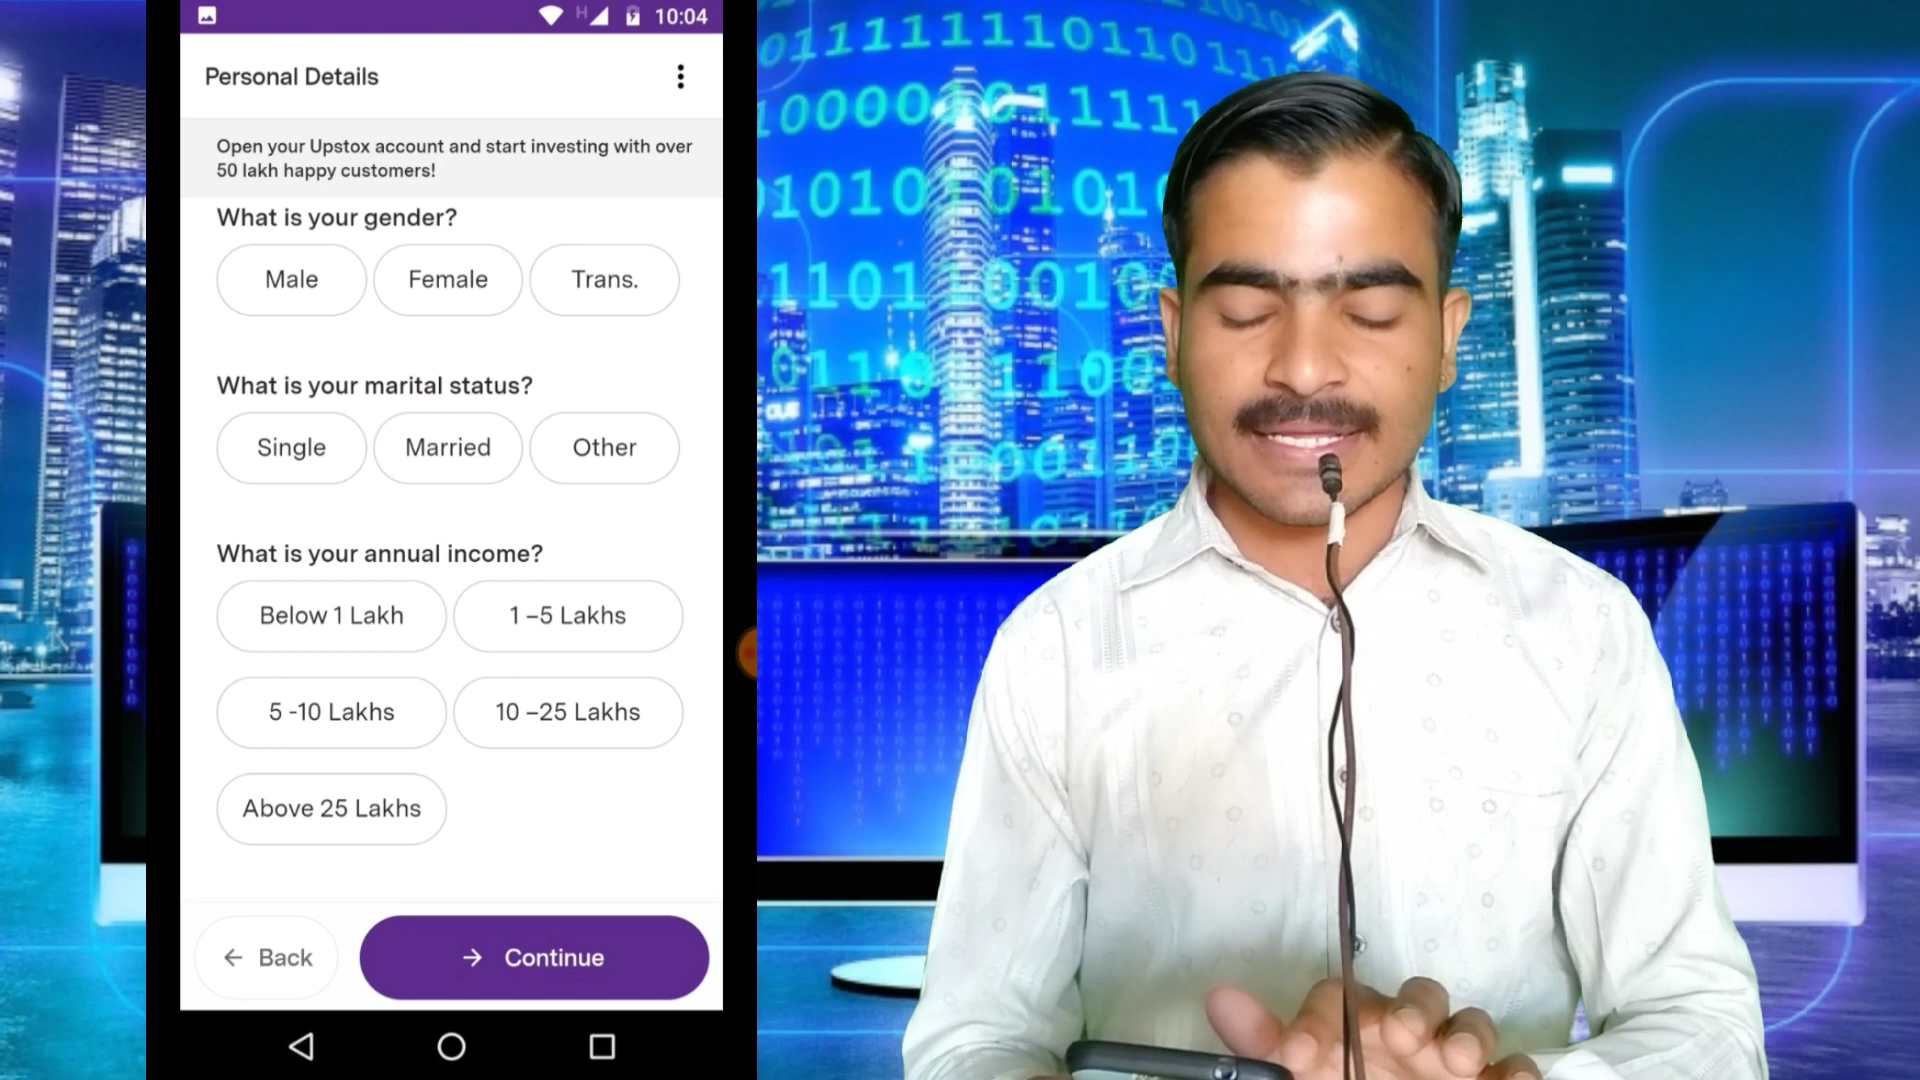 H 10:04
Personal Details
Open your Upstox account and start investing with over
50 lakh happy customers!
What is your gender?
Male Female Trans.
What is your marital status?
Single Married Other
What is your annual income?
Below 1 Lakh 1 –5 Lakhs
5 -10 Lakhs 10 –25 Lakhs
Above 25 Lakhs
← Back → Continue